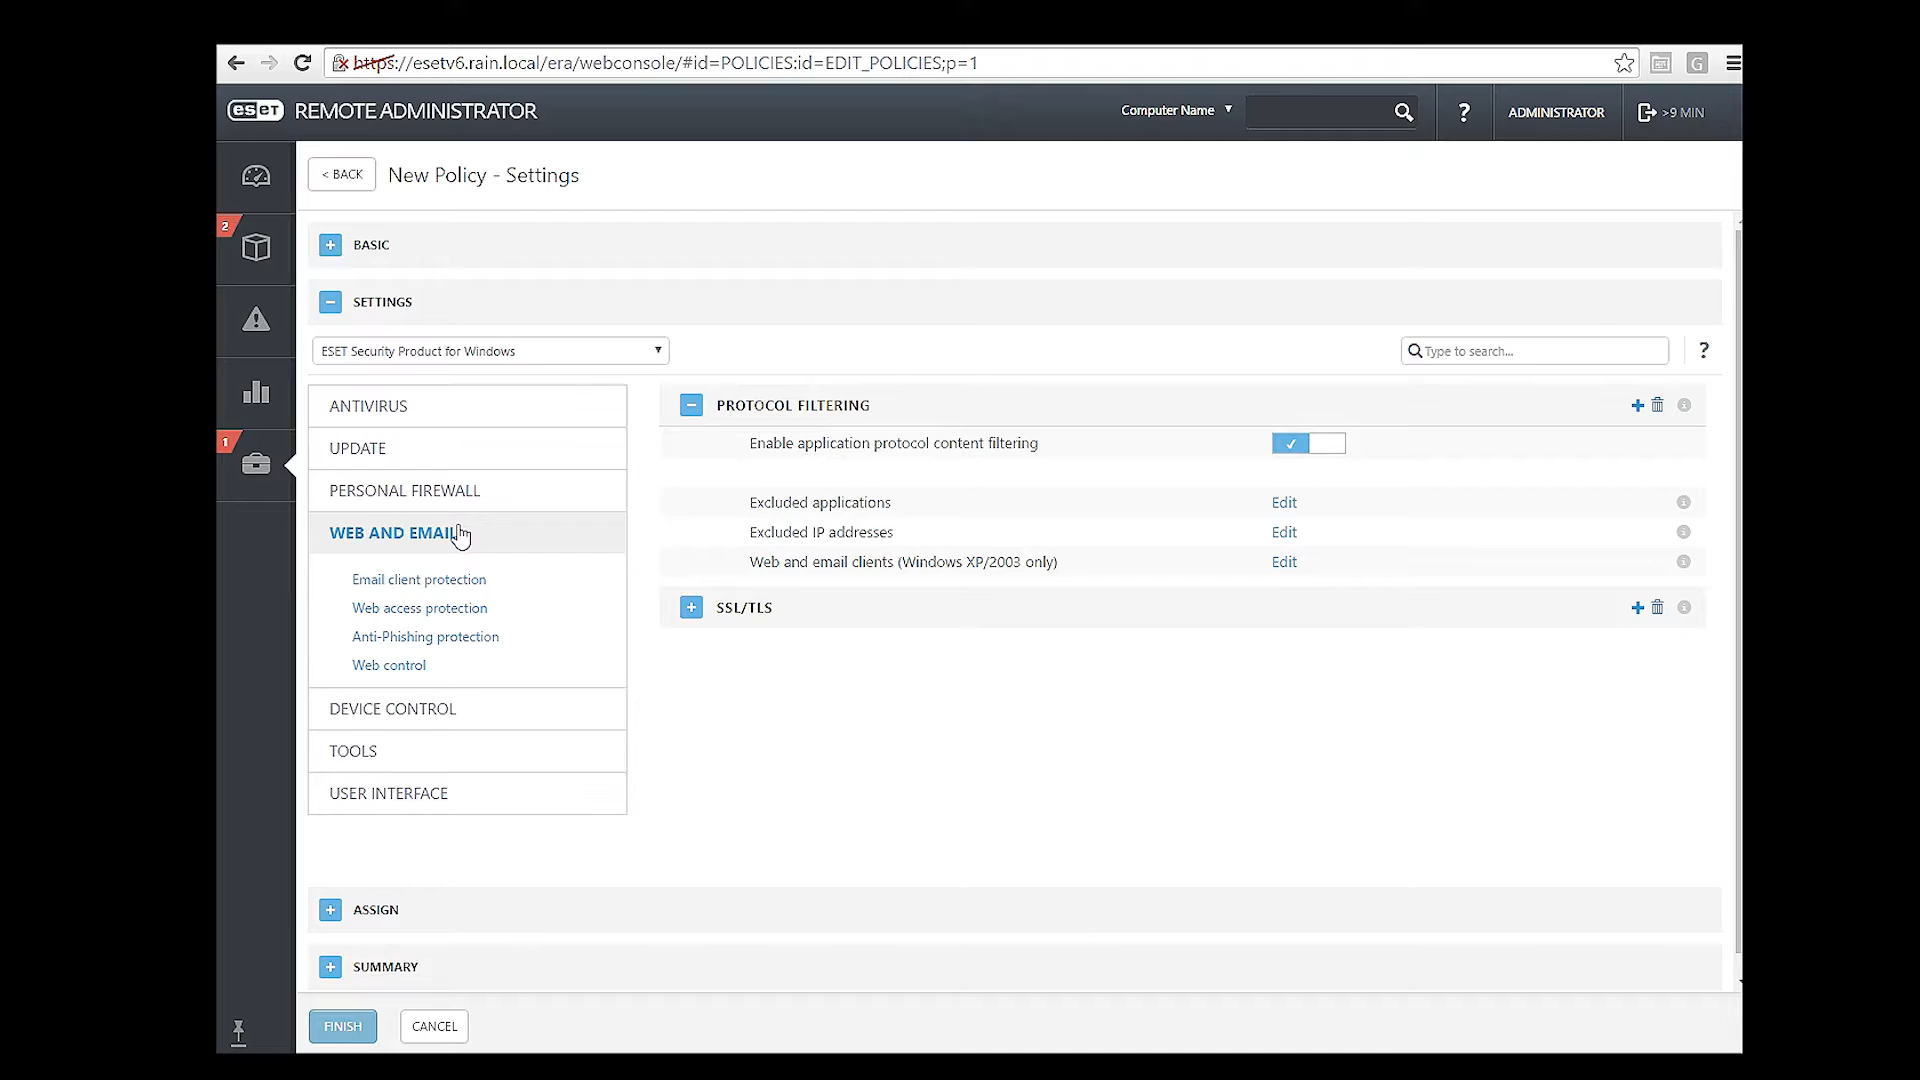 https://esetv6.rain.local/era/webconsole/#id=POLICIES:id=EDIT_POLICIES;p=1
G
eset REMOTE ADMINISTRATOR
Computer Name
?
ADMINISTRATOR
>9 MIN
< BACK
New Policy - Settings
2
1
BASIC
SETTINGS
ESET Security Product for Windows
Type to search...
?
ANTIVIRUS
UPDATE
PERSONAL FIREWALL
WEB AND EMAIL
Email client protection
Web access protection
Anti-Phishing protection
Web control
DEVICE CONTROL
TOOLS
USER INTERFACE
PROTOCOL FILTERING
Enable application protocol content filtering
Excluded applications Edit
Excluded IP addresses Edit
Web and email clients (Windows XP/2003 only) Edit
SSL/TLS
ASSIGN
SUMMARY
FINISH
CANCEL